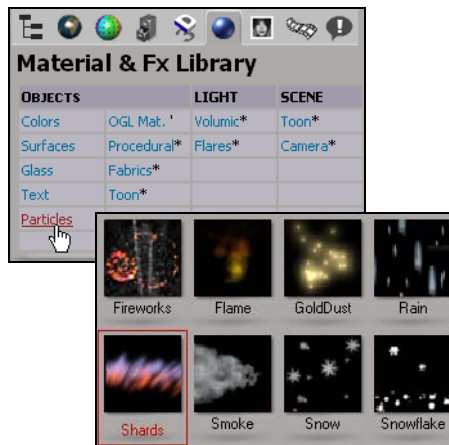 Material & Fx Library
OBJECTS LIGHT SCENE
Colors OGL Mat. ' Volumic* Toon*
Surfaces Procedural* Flares* Camera*
Glass Fabrics*
Text Toon*
Particles
Fireworks Flame GoldDust Rain
Shards Smoke Snow Snowflake